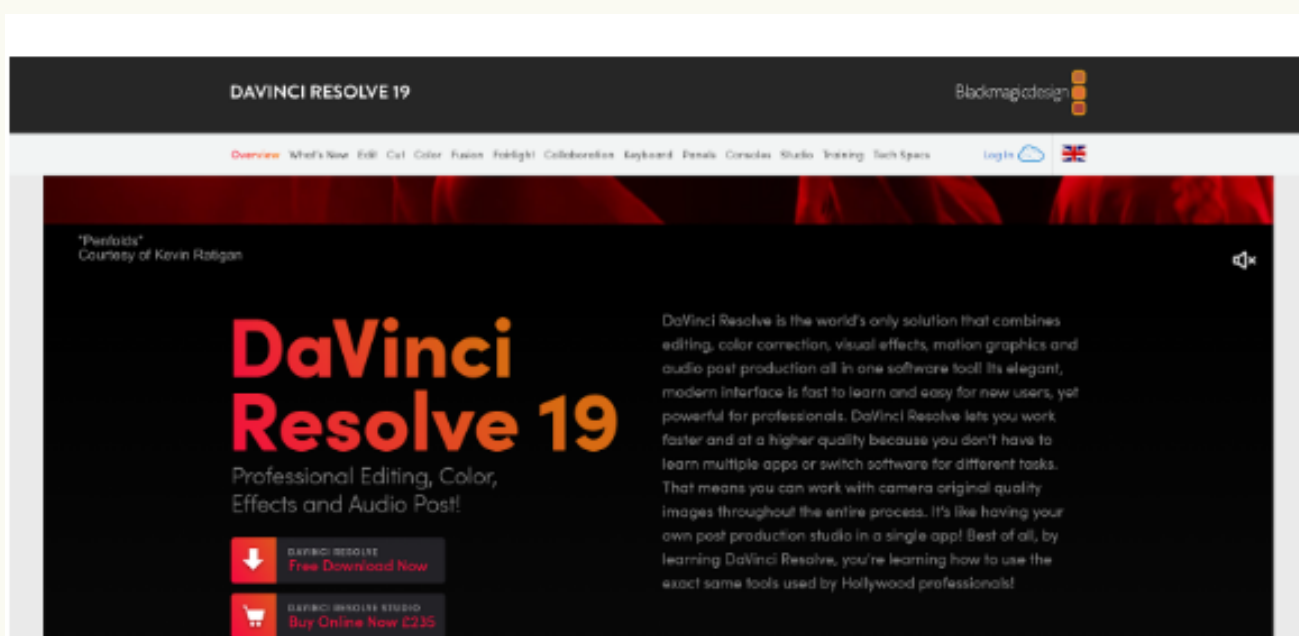 DAVINCI RESOLVE 19
Blackmagicdesign
Overview What's New Edit Cut Color Fusion Fairlight Collaboration Keyboard Panels Consoles Studio Training Tech Specs Log In
"Penfolds"
Courtesy of Kevin Ratigan
DaVinci
Resolve 19
Professional Editing, Color,
Effects and Audio Post!
DAVINCI RESOLVE
Free Download Now
DAVINCI RESOLVE STUDIO
Buy Online Now £235
DaVinci Resolve is the world's only solution that combines
editing, color correction, visual effects, motion graphics and
audio post production all in one software tool! Its elegant,
modern interface is fast to learn and easy for new users, yet
powerful for professionals. DaVinci Resolve lets you work
faster and at a higher quality because you don't have to
learn multiple apps or switch software for different tasks.
That means you can work with camera original quality
images throughout the entire process. It's like having your
own post production studio in a single app! Best of all, by
learning DaVinci Resolve, you're learning how to use the
exact same tools used by Hollywood professionals!